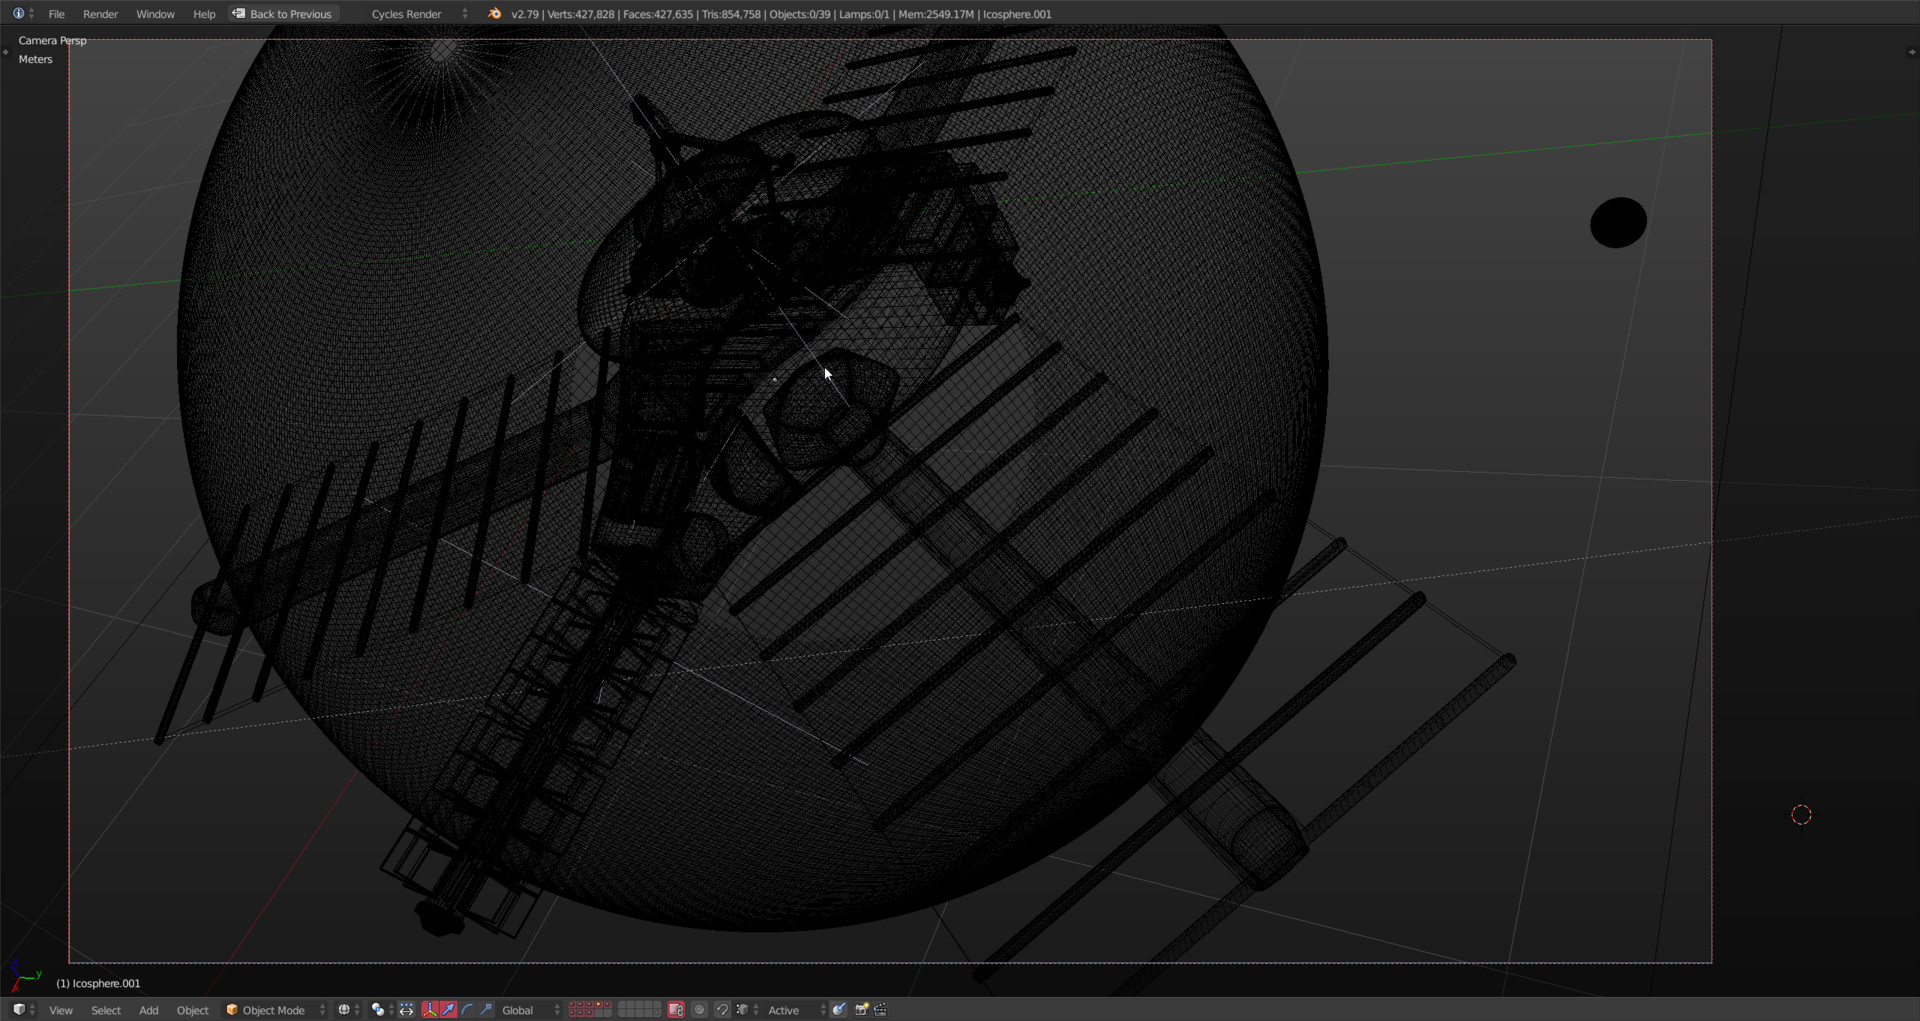 File Render Window Help Back to Previous Cycles Render v2.79 | Verts:427,828 | Faces:427,635 | Tris:854,758 | Objects:0/39 | Lamps:0/1 | Mem:2549.17M | Icosphere.001
Camera Persp
Meters
y
(1) Icosphere.001
View Select Add Object Object Mode Global Active